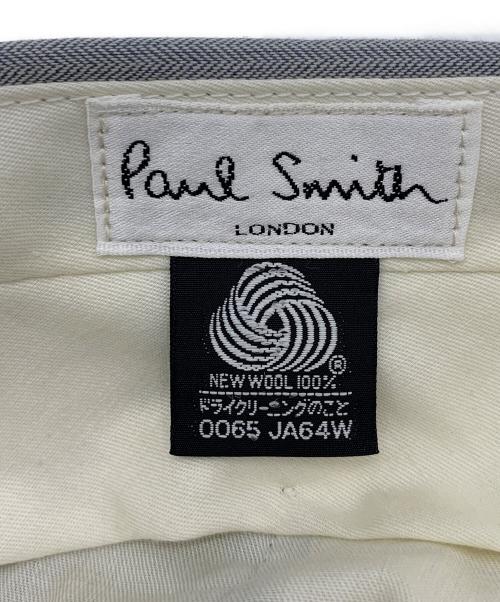 Paul Smith
LONDON
®
NEW WOOL 100%
ドライクリーニングのこと
0065 JA64W